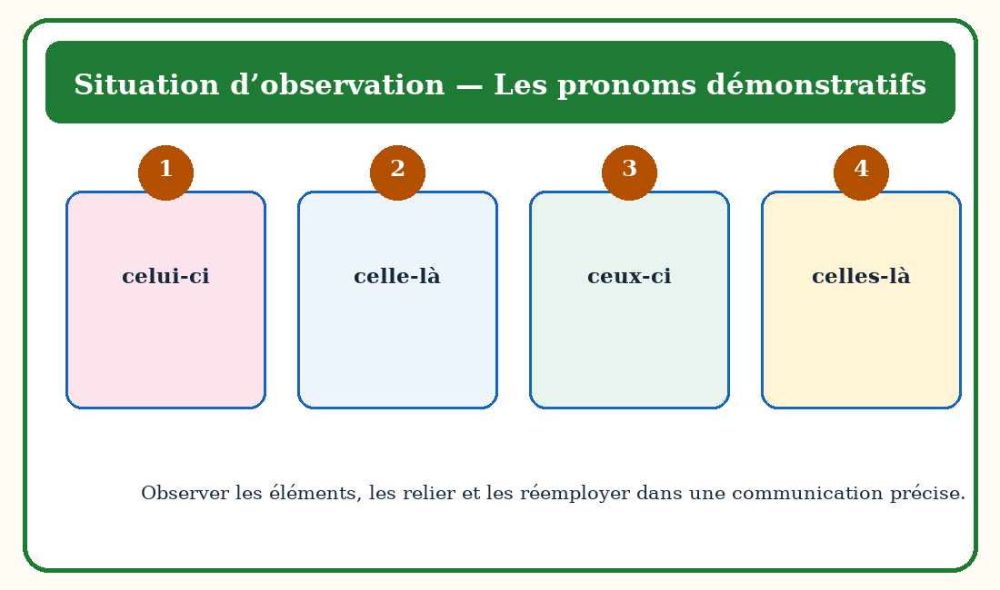 Situation d’observation — Les pronoms démonstratifs
1
2
3
4
celui-ci
celle-là
ceux-ci
celles-là
Observer les éléments, les relier et les réemployer dans une communication précise.